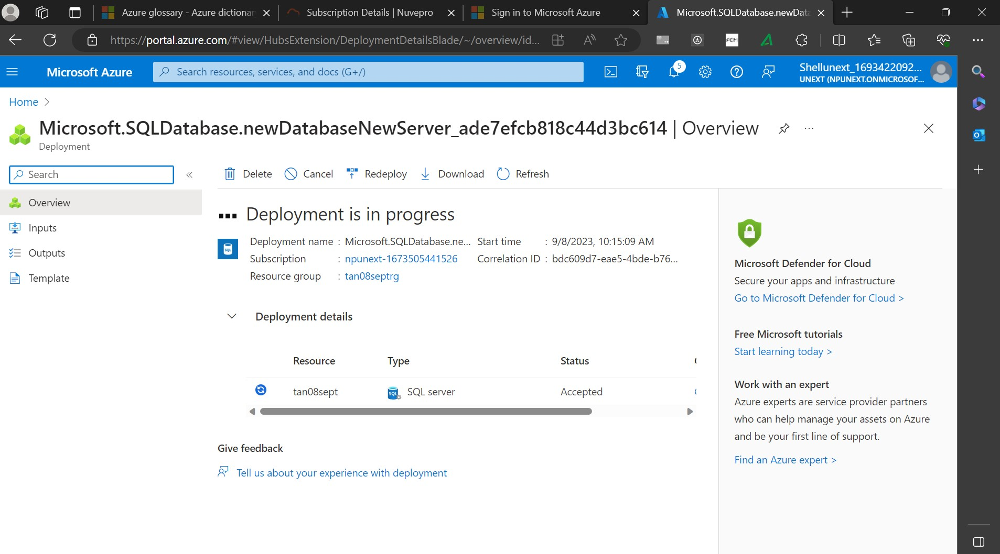 Azure glossary - Azure dictionar
Subscription Details | Nuvepro
Sign in to Microsoft Azure
Microsoft.SQLDatabase.newData
https://portal.azure.com/#view/HubsExtension/DeploymentDetailsBlade/~/overview/id...
FCM
Microsoft Azure
Search resources, services, and docs (G+/)
5
Shellunext_1693422092...
UNEXT (NPUNEXT.ONMICROSOF...
Home >
Microsoft.SQLDatabase.newDatabaseNewServer_ade7efcb818c44d3bc614 | Overview
Deployment
Search
Delete
Cancel
Redeploy
Download
Refresh
Overview
Inputs
Outputs
Template
Deployment is in progress
Deployment name : Microsoft.SQLDatabase.ne...
Start time : 9/8/2023, 10:15:09 AM
Subscription : npunext-1673505441526
Correlation ID : bdc609d7-eae5-4bde-b76...
Resource group : tan08septrg
Deployment details
Resource Type Status
tan08sept SQL server Accepted
Give feedback
Tell us about your experience with deployment
Microsoft Defender for Cloud
Secure your apps and infrastructure
Go to Microsoft Defender for Cloud >
Free Microsoft tutorials
Start learning today >
Work with an expert
Azure experts are service provider partners
who can help manage your assets on Azure
and be your first line of support.
Find an Azure expert >